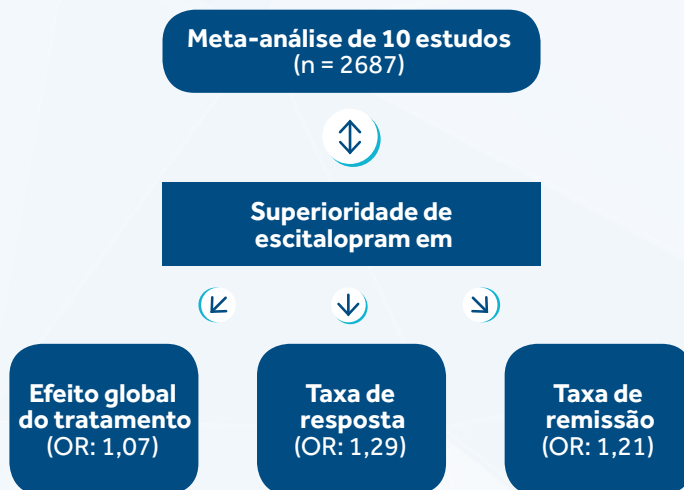 Meta-análise de 10 estudos
(n = 2687)
Superioridade de
escitalopram em
Efeito global
do tratamento
(OR: 1,07)
Taxa de
resposta
(OR: 1,29)
Taxa de
remissão
(OR: 1,21)